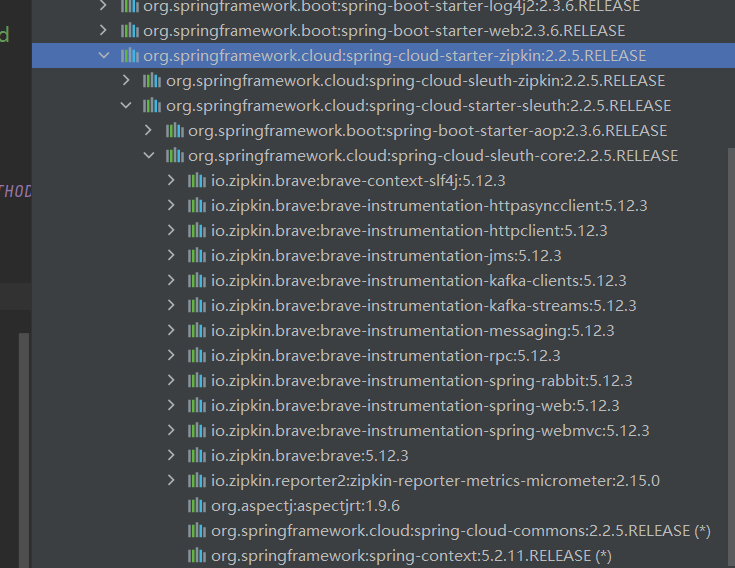 org.springframework.boot:spring-boot-starter-log4j2:2.3.6.RELEASE
org.springframework.boot:spring-boot-starter-web:2.3.6.RELEASE
d
org.springframework.cloud:spring-cloud-starter-zipkin:2.2.5.RELEASE
org.springframework.cloud:spring-cloud-sleuth-zipkin:2.2.5.RELEASE
org.springframework.cloud:spring-cloud-starter-sleuth:2.2.5.RELEASE
org.springframework.boot:spring-boot-starter-aop:2.3.6.RELEASE
org.springframework.cloud:spring-cloud-sleuth-core:2.2.5.RELEASE
io.zipkin.brave:brave-context-slf4j:5.12.3
THOD
io.zipkin.brave:brave-instrumentation-httpasyncclient:5.12.3
io.zipkin.brave:brave-instrumentation-httpclient:5.12.3
io.zipkin.brave:brave-instrumentation-jms:5.12.3
io.zipkin.brave:brave-instrumentation-kafka-clients:5.12.3
io.zipkin.brave:brave-instrumentation-kafka-streams:5.12.3
io.zipkin.brave:brave-instrumentation-messaging:5.12.3
io.zipkin.brave:brave-instrumentation-rpc:5.12.3
io.zipkin.brave:brave-instrumentation-spring-rabbit:5.12.3
io.zipkin.brave:brave-instrumentation-spring-web:5.12.3
io.zipkin.brave:brave-instrumentation-spring-webmvc:5.12.3
io.zipkin.brave:brave:5.12.3
io.zipkin.reporter2:zipkin-reporter-metrics-micrometer:2.15.0
org.aspectj:aspectjrt:1.9.6
org.springframework.cloud:spring-cloud-commons:2.2.5.RELEASE (*)
org.springframework:spring-context:5.2.11.RELEASE (*)